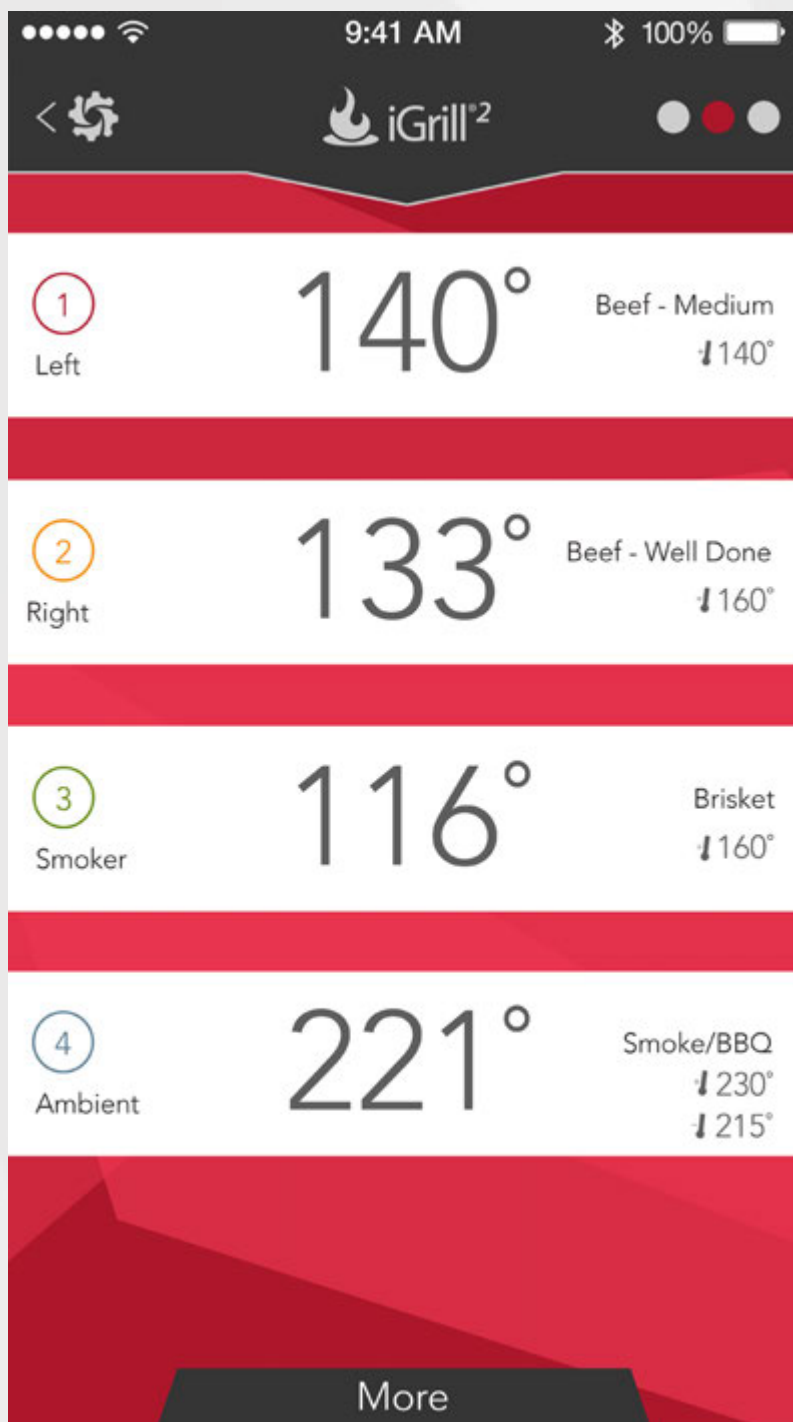 9:41 AM
100%
iGrill®2
1
Left
140°
Beef - Medium
140°
2
Right
133°
Beef - Well Done
160°
3
Smoker
116°
Brisket
160°
4
Ambient
221°
Smoke/BBQ
230°
215°
More